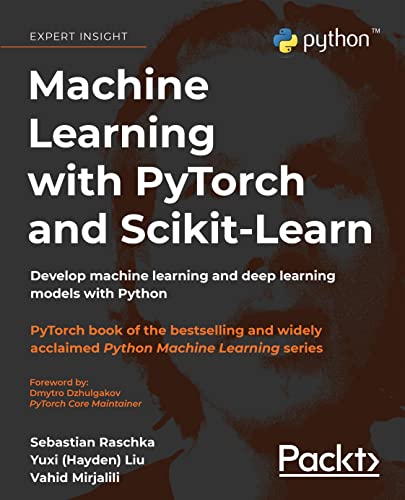 EXPERT INSIGHT
python™
Machine
Learning
with PyTorch
and Scikit-Learn
Develop machine learning and deep learning
models with Python
PyTorch book of the bestselling and widely
acclaimed Python Machine Learning series
Foreword by:
Dmytro Dzhulgakov
PyTorch Core Maintainer
Sebastian Raschka
Yuxi (Hayden) Liu
Vahid Mirjalili
Packt>